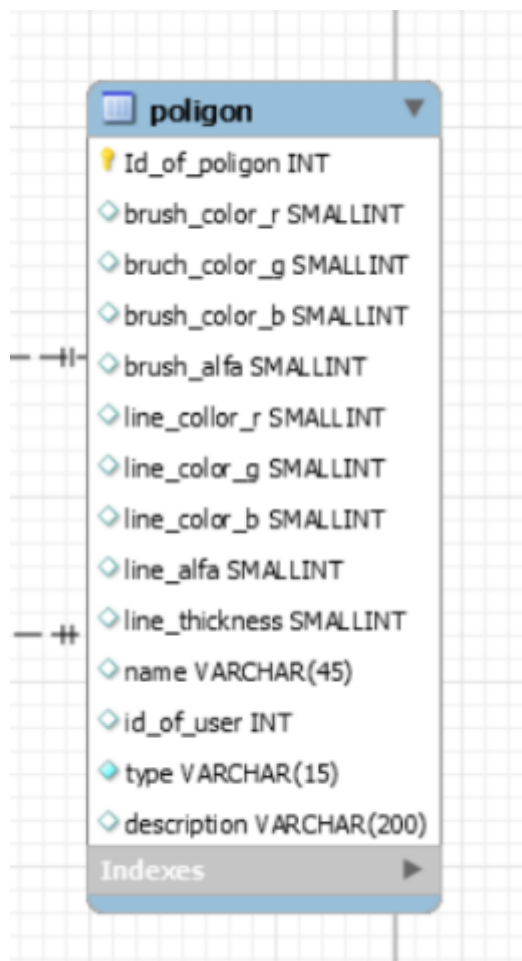 poligon
Id_of_poligon INT
brush_color_r SMALLINT
bruch_color_g SMALLINT
brush_color_b SMALLINT
brush_alfa SMALLINT
line_collor_r SMALLINT
line_color_g SMALLINT
line_color_b SMALLINT
line_alfa SMALLINT
line_thickness SMALLINT
name VARCHAR(45)
id_of_user INT
type VARCHAR(15)
description VARCHAR(200)
Indexes